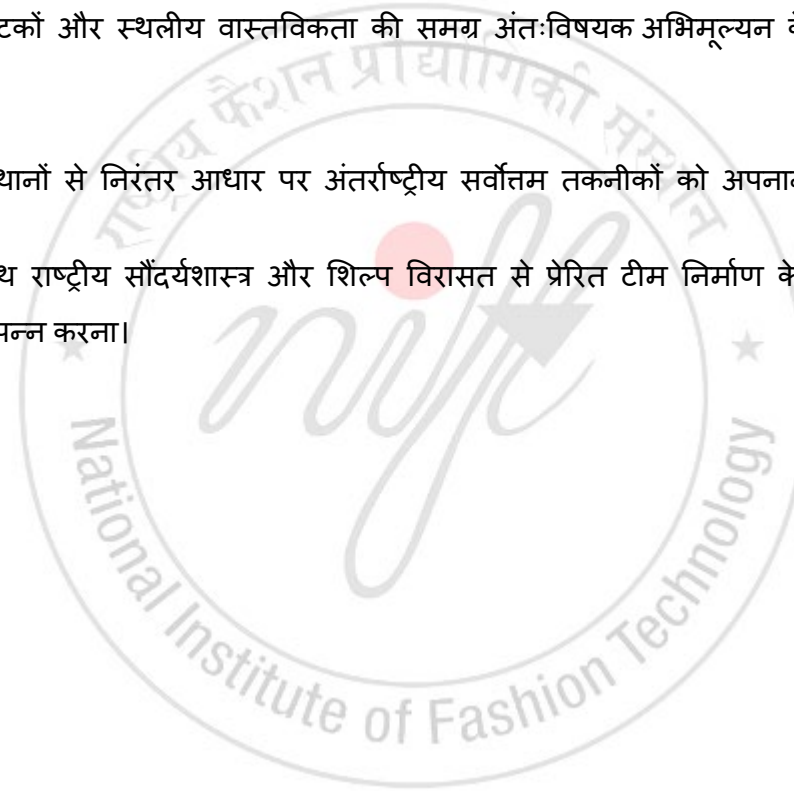 टकों और स्थलीय वास्तविकता की समग्र अंतःविषयक अभिमूल्यन के
थानों से निरंतर आधार पर अंतर्राष्ट्रीय सर्वोत्तम तकनीकों को अपनान
थ राष्ट्रीय सौंदर्यशास्त्र और शिल्प विरासत से प्रेरित टीम निर्माण के
पन्न करना।
राष्ट्रीय फैशन प्रौद्योगिकी संस्थान
nift
National Institute of Fashion Technology